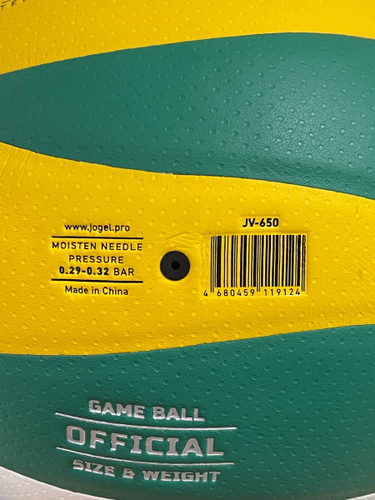 www.jogel.pro
MOISTEN NEEDLE
PRESSURE
0.29-0.32 BAR
Made in China
JV-650
4 680459 119124
GAME BALL
OFFICIAL
SIZE & WEIGHT